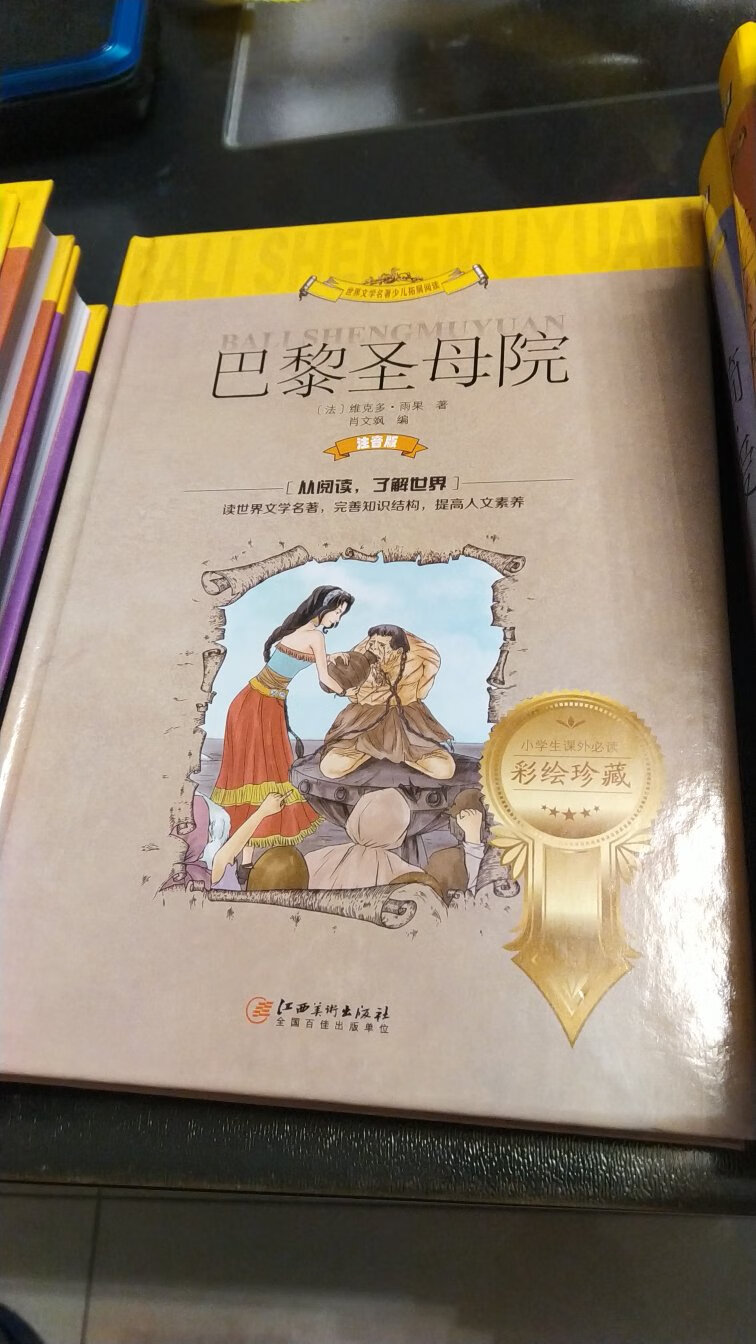 BALI SHENGMUYUAN
世界文学名著少儿拓展阅读
BALI SHENGMUYUAN
巴黎圣母院
［法］维克多·雨果 著
肖文飒 编
注音版
［从阅读，了解世界］
读世界文学名著，完善知识结构，提高人文素养
小学生课外必读
彩绘珍藏
江西美术出版社
全国百佳出版单位